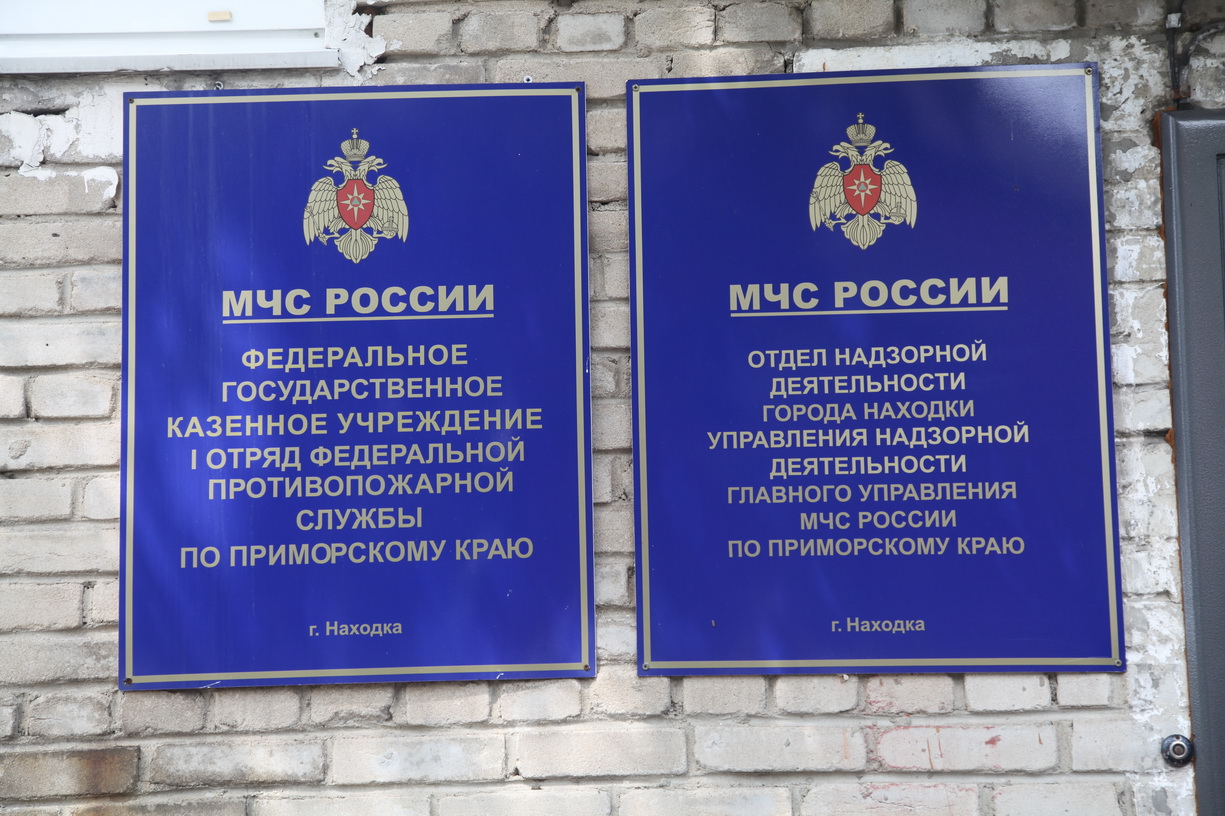 МЧС РОССИИ
ФЕДЕРАЛЬНОЕ
ГОСУДАРСТВЕННОЕ
КАЗЕННОЕ УЧРЕЖДЕНИЕ
I ОТРЯД ФЕДЕРАЛЬНОЙ
ПРОТИВОПОЖАРНОЙ
СЛУЖБЫ
ПО ПРИМОРСКОМУ КРАЮ
г. Находка
МЧС РОССИИ
ОТДЕЛ НАДЗОРНОЙ
ДЕЯТЕЛЬНОСТИ
ГОРОДА НАХОДКИ
УПРАВЛЕНИЯ НАДЗОРНОЙ
ДЕЯТЕЛЬНОСТИ
ГЛАВНОГО УПРАВЛЕНИЯ
МЧС РОССИИ
ПО ПРИМОРСКОМУ КРАЮ
г. Находка